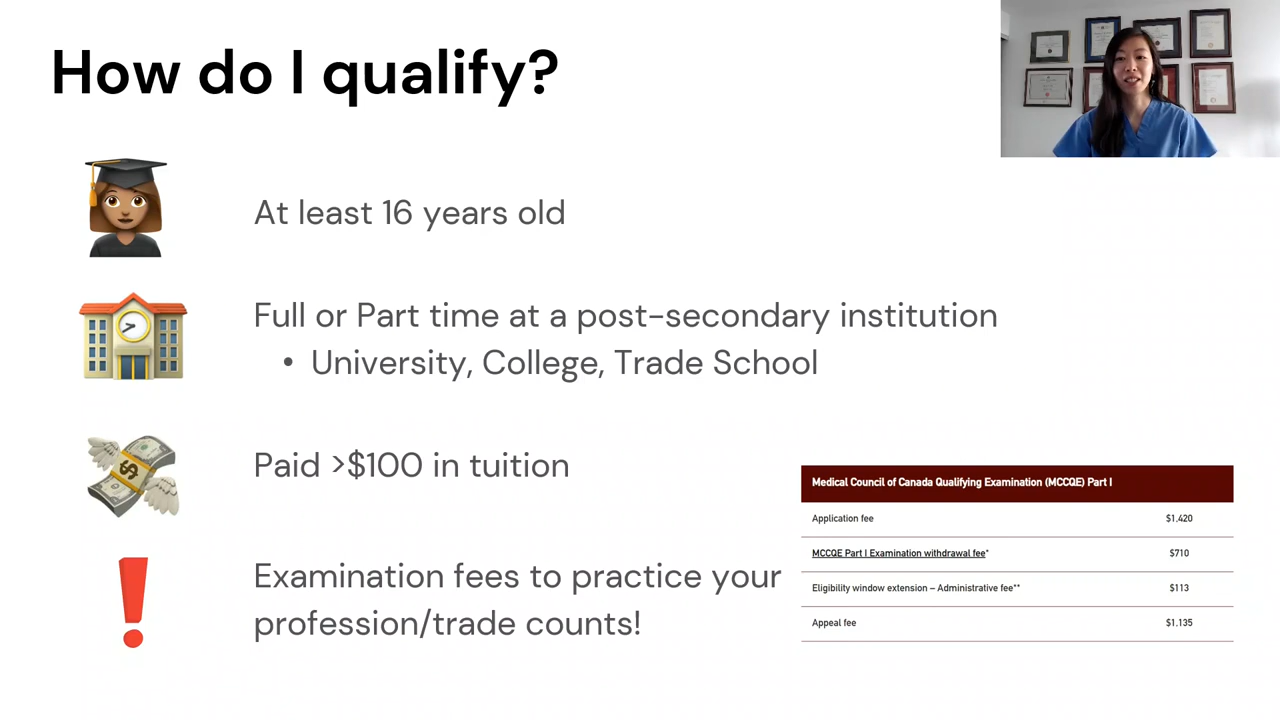 How do I qualify?
At least 16 years old
Full or Part time at a post-secondary institution
• University, College, Trade School
Paid >$100 in tuition
Examination fees to practice your
profession/trade counts!
Medical Council of Canada Qualifying Examination (MCCQE) Part I
Application fee $1,420
MCCQE Part I Examination withdrawal fee* $710
Eligibility window extension – Administrative fee** $113
Appeal fee $1,135